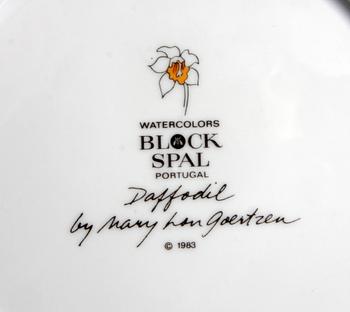 WATERCOLORS
BLOCK
SPAL
PORTUGAL
Daffodil
by Mary Lou Goertzen
© 1983